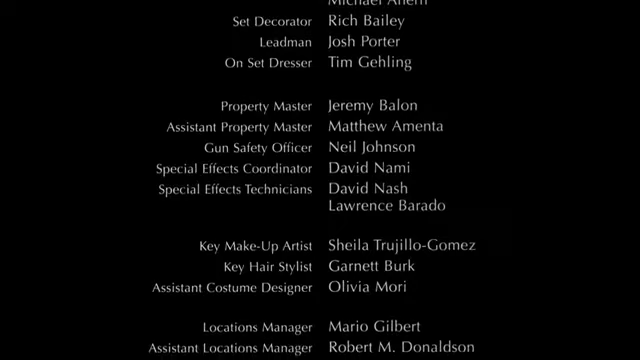 Michael Ahern
Set Decorator Rich Bailey
Leadman Josh Porter
On Set Dresser Tim Gehling
Property Master Jeremy Balon
Assistant Property Master Matthew Amenta
Gun Safety Officer Neil Johnson
Special Effects Coordinator David Nami
Special Effects Technicians David Nash
Lawrence Barado
Key Make-Up Artist Sheila Trujillo-Gomez
Key Hair Stylist Garnett Burk
Assistant Costume Designer Olivia Mori
Locations Manager Mario Gilbert
Assistant Locations Manager Robert M. Donaldson